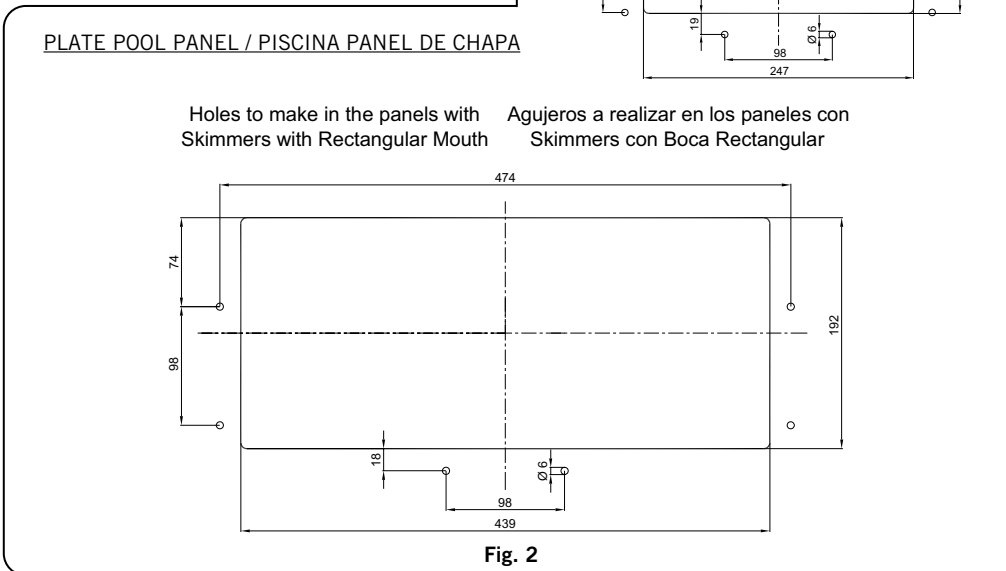 19
Ø 6
98
247
PLATE POOL PANEL / PISCINA PANEL DE CHAPA
Holes to make in the panels with
Skimmers with Rectangular Mouth
Agujeros a realizar en los paneles con
Skimmers con Boca Rectangular
474
74
98
192
18
Ø 6
98
439
Fig. 2